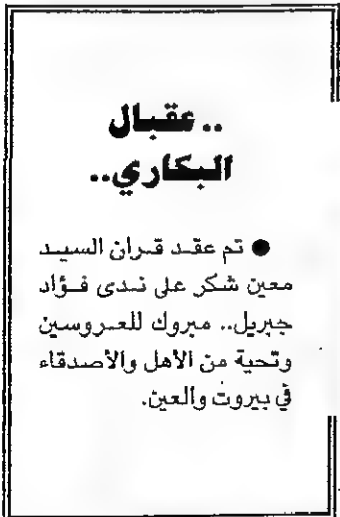 .. عقبال
البكاري..
● تم عقد قران السيد
معين شكر على ندى فؤاد
جبريل.. مبروك للعروسين
وتحية من الأهل والأصدقاء
في بيروت والعين.